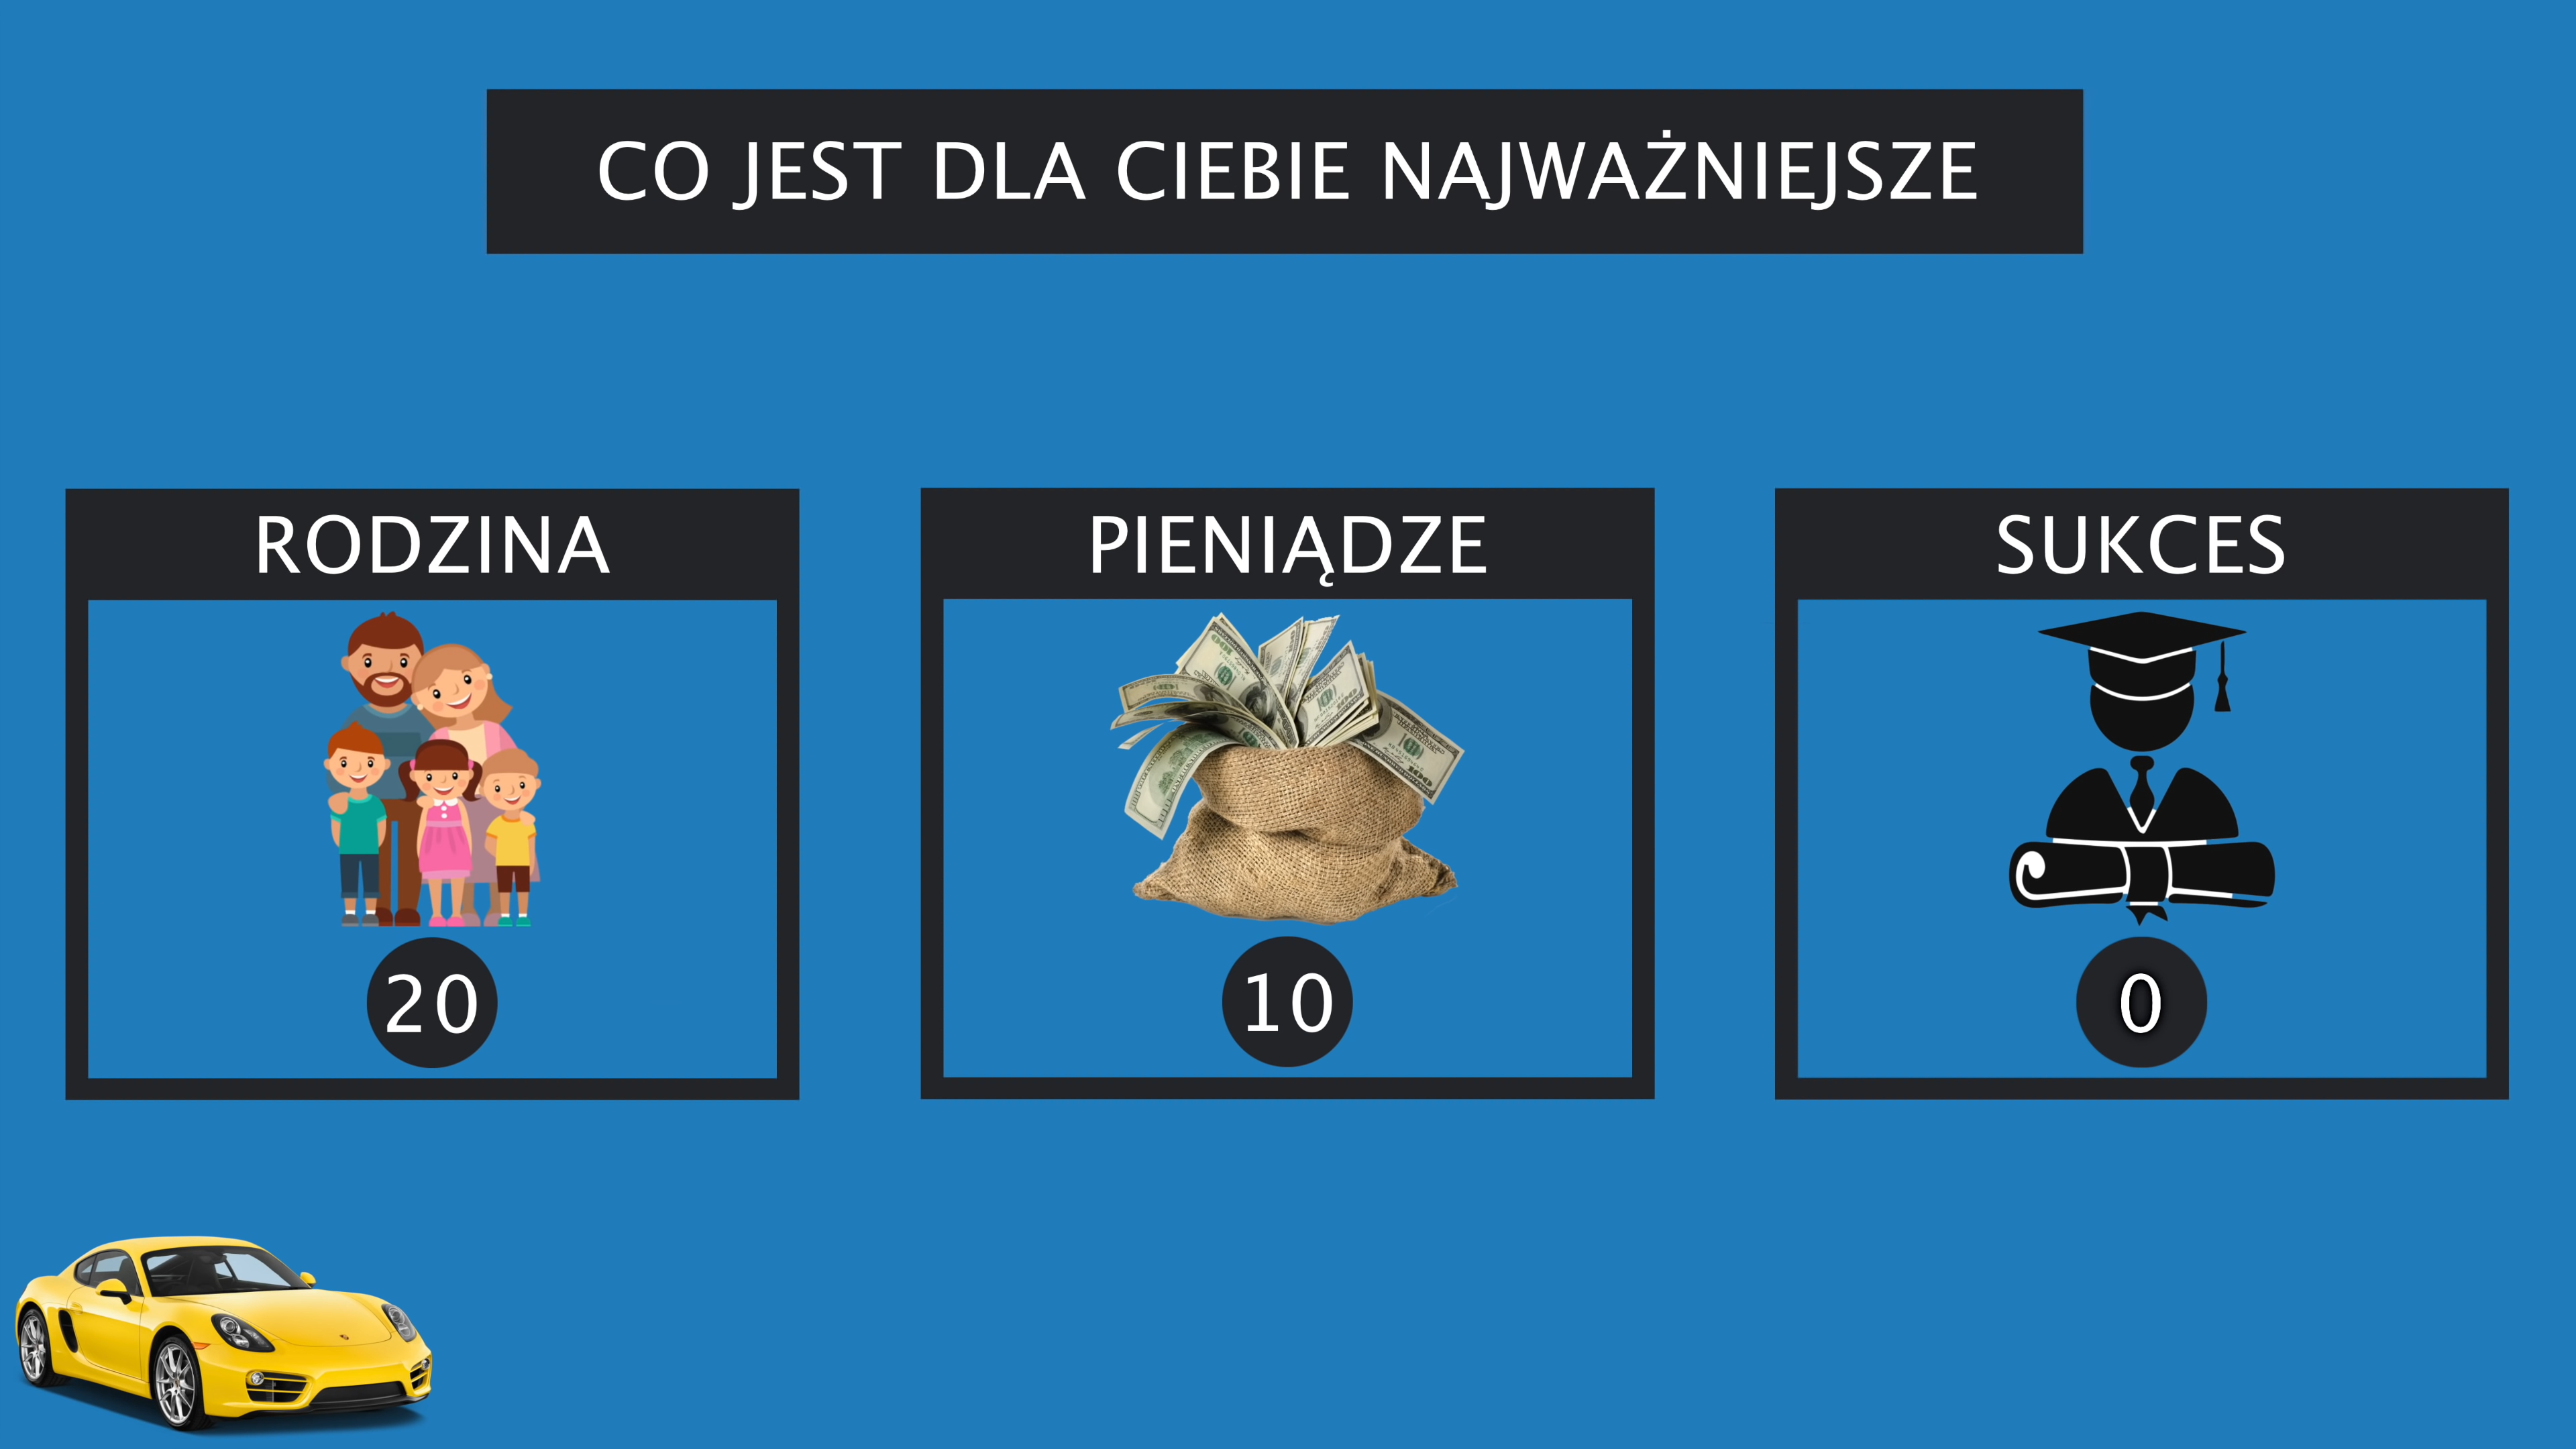 CO JEST DLA CIEBIE NAJWAŻNIEJSZE
RODZINA
20
PIENIĄDZE
10
SUKCES
0